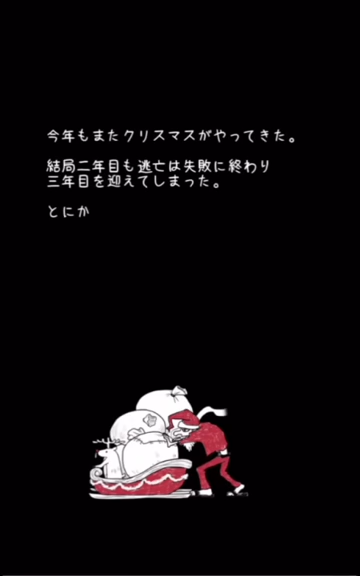 今年もまたクリスマスがやってきた。
結局二年目も逃亡は失敗に終わり
三年目を迎えてしまった。
とにか